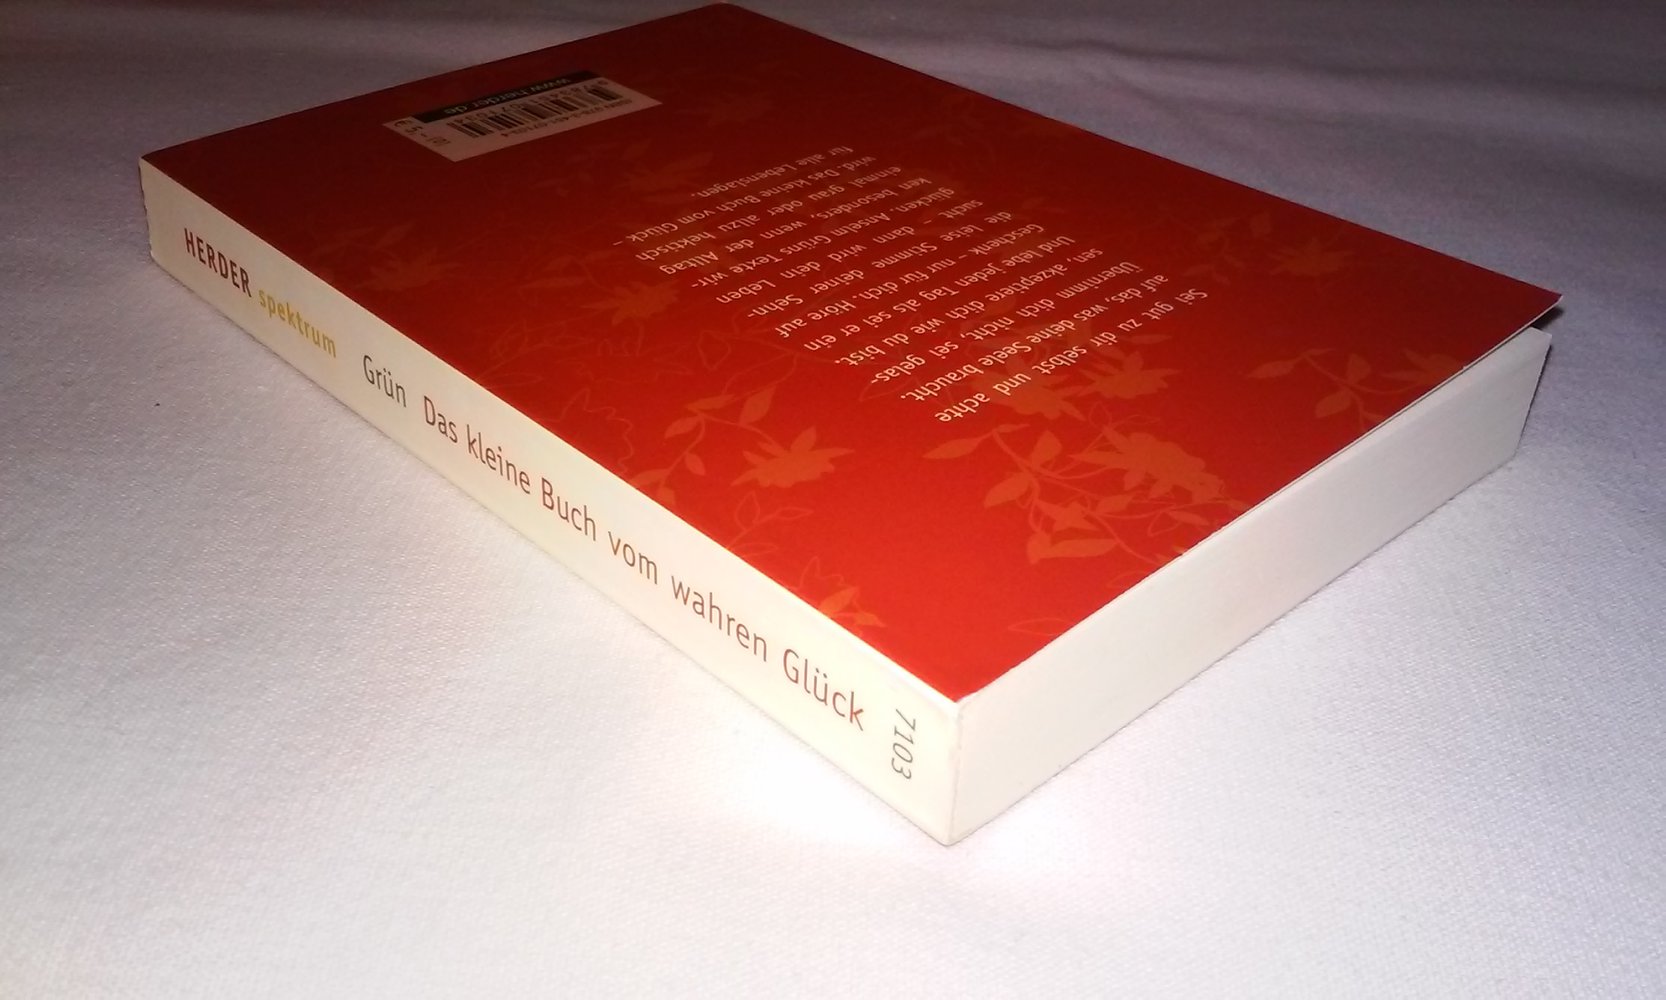 HERDER spektrum Grün Das kleine Buch vom wahren Glück 7103
Sei gut zu dir selbst und achte
auf das, was deine Seele braucht.
Übernimm dich nicht, sei gelas-
sen, akzeptiere dich wie du bist.
Und lebe jeden Tag als sei er ein
Geschenk – nur für dich. Höre auf
die leise Stimme deiner Sehn-
sucht – dann wird dein Leben
glücken. Anselm Grüns Texte wir-
ken besonders, wenn der Alltag
einmal grau oder allzu hektisch
wird. Das kleine Buch vom Glück –
für alle Lebenslagen.
www.herder.de